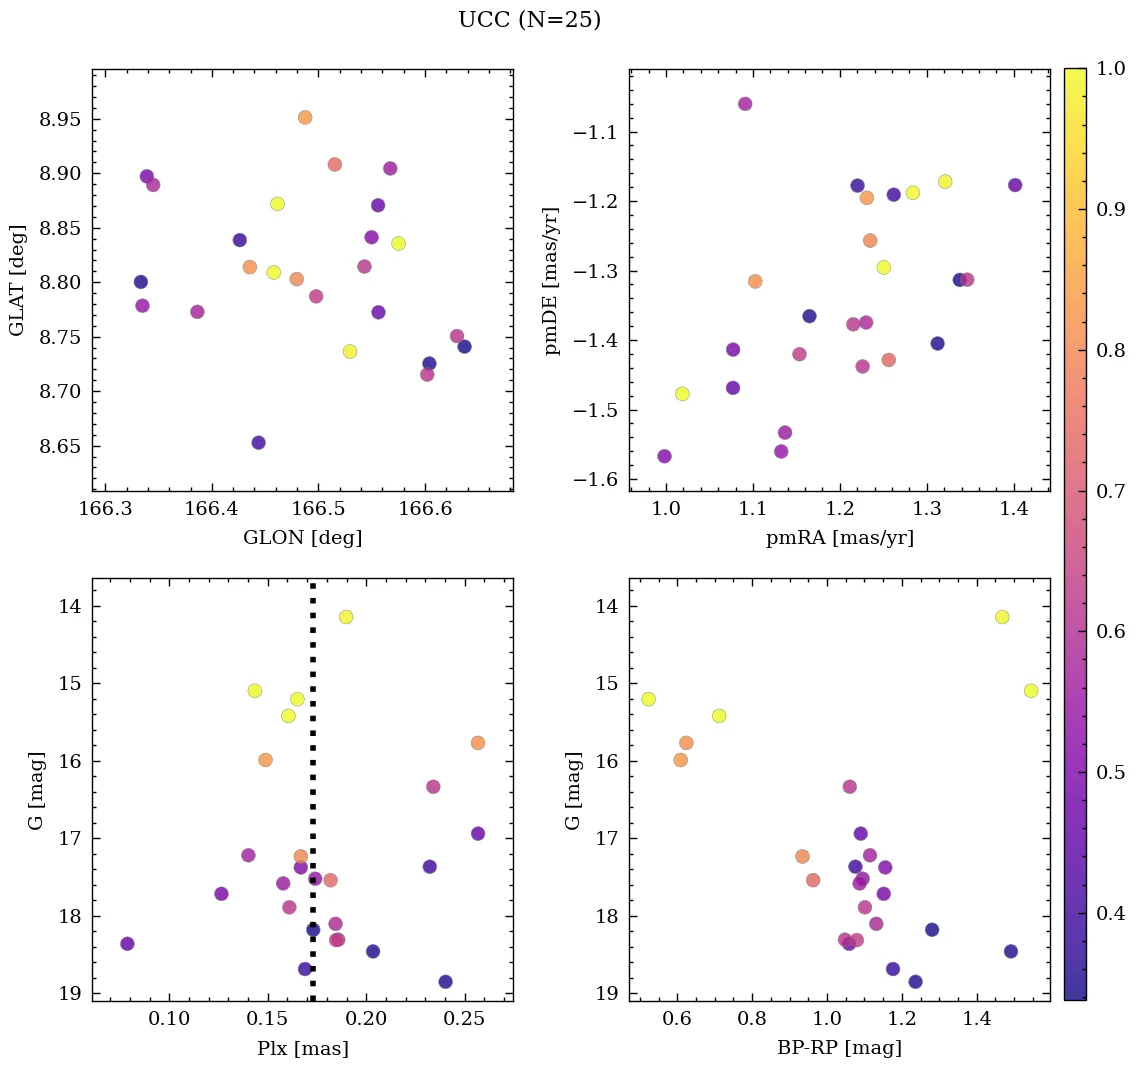 UCC (N=25)
8.95
8.90
8.85
8.80
8.75
8.70
8.65
GLAT [deg]
166.3 166.4 166.5 166.6
GLON [deg]
−1.1
−1.2
−1.3
−1.4
−1.5
−1.6
pmDE [mas/yr]
1.0 1.1 1.2 1.3 1.4
pmRA [mas/yr]
14
15
16
17
18
19
G [mag]
0.10 0.15 0.20 0.25
Plx [mas]
14
15
16
17
18
19
G [mag]
0.6 0.8 1.0 1.2 1.4
BP-RP [mag]
1.0
0.9
0.8
0.7
0.6
0.5
0.4